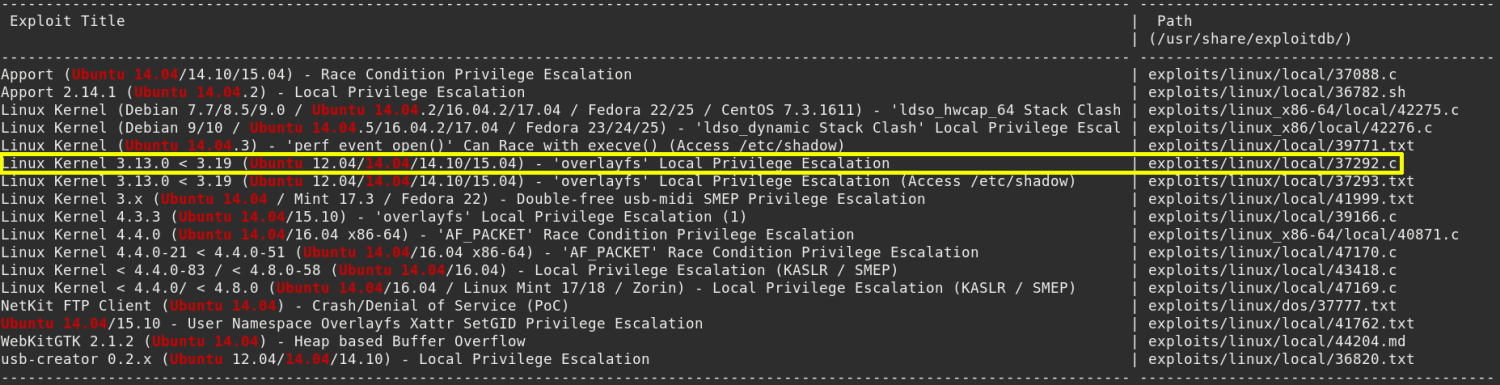 Exploit Title | Path
| (/usr/share/exploitdb/)
Apport (Ubuntu 14.04/14.10/15.04) - Race Condition Privilege Escalation | exploits/linux/local/37088.c
Apport 2.14.1 (Ubuntu 14.04.2) - Local Privilege Escalation | exploits/linux/local/36782.sh
Linux Kernel (Debian 7.7/8.5/9.0 / Ubuntu 14.04.2/16.04.2/17.04 / Fedora 22/25 / CentOS 7.3.1611) - 'ldso_hwcap_64 Stack Clash | exploits/linux_x86-64/local/42275.c
Linux Kernel (Debian 9/10 / Ubuntu 14.04.5/16.04.2/17.04 / Fedora 23/24/25) - 'ldso_dynamic Stack Clash' Local Privilege Escal | exploits/linux_x86/local/42276.c
Linux Kernel (Ubuntu 14.04.3) - 'perf_event_open()' Can Race with execve() (Access /etc/shadow) | exploits/linux/local/39771.txt
Linux Kernel 3.13.0 < 3.19 (Ubuntu 12.04/14.04/14.10/15.04) - 'overlayfs' Local Privilege Escalation | exploits/linux/local/37292.c
Linux Kernel 3.13.0 < 3.19 (Ubuntu 12.04/14.04/14.10/15.04) - 'overlayfs' Local Privilege Escalation (Access /etc/shadow) | exploits/linux/local/37293.txt
Linux Kernel 3.x (Ubuntu 14.04 / Mint 17.3 / Fedora 22) - Double-free usb-midi SMEP Privilege Escalation | exploits/linux/local/41999.txt
Linux Kernel 4.3.3 (Ubuntu 14.04/15.10) - 'overlayfs' Local Privilege Escalation (1) | exploits/linux/local/39166.c
Linux Kernel 4.4.0 (Ubuntu 14.04/16.04 x86-64) - 'AF_PACKET' Race Condition Privilege Escalation | exploits/linux_x86-64/local/40871.c
Linux Kernel 4.4.0-21 < 4.4.0-51 (Ubuntu 14.04/16.04 x86-64) - 'AF_PACKET' Race Condition Privilege Escalation | exploits/linux/local/47170.c
Linux Kernel < 4.4.0-83 / < 4.8.0-58 (Ubuntu 14.04/16.04) - Local Privilege Escalation (KASLR / SMEP) | exploits/linux/local/43418.c
Linux Kernel < 4.4.0/ < 4.8.0 (Ubuntu 14.04/16.04 / Linux Mint 17/18 / Zorin) - Local Privilege Escalation (KASLR / SMEP) | exploits/linux/local/47169.c
NetKit FTP Client (Ubuntu 14.04) - Crash/Denial of Service (PoC) | exploits/linux/dos/37777.txt
Ubuntu 14.04/15.10 - User Namespace Overlayfs Xattr SetGID Privilege Escalation | exploits/linux/local/41762.txt
WebKitGTK 2.1.2 (Ubuntu 14.04) - Heap based Buffer Overflow | exploits/linux/local/44204.md
usb-creator 0.2.x (Ubuntu 12.04/14.04/14.10) - Local Privilege Escalation | exploits/linux/local/36820.txt